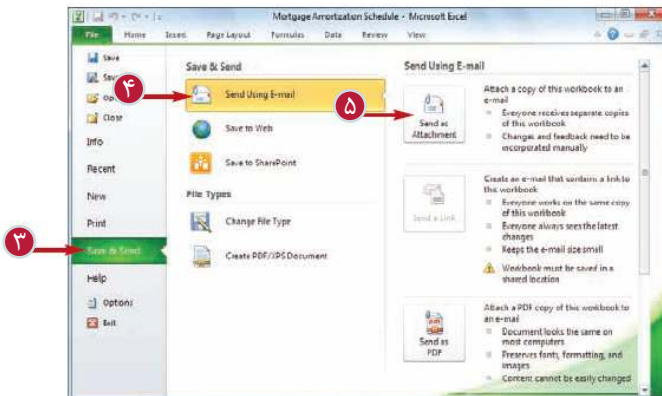 Mortgage Amortization Schedule - Microsoft Excel
File Home Insert Page Layout Formulas Data Review View
Save
Close
Info
Recent
New
Print
Save & Send
Help
Options
Exit
۳
Save & Send
۴
Send Using E-mail
Save to Web
Save to SharePoint
File Types
Change File Type
Create PDF/XPS Document
Send Using E-mail
۵
Send as
Attachment
Attach a copy of this workbook to an
e-mail
Everyone receives separate copies
of this workbook
Changes and feedback need to be
incorporated manually
Send a Link
Create an e-mail that contains a link to
this workbook
Everyone works on the same copy
of this workbook
Everyone always sees the latest
changes
Keeps the e-mail size small
Workbook must be saved in a
shared location
Send as
PDF
Attach a PDF copy of this workbook to
an e-mail
Document looks the same on
most computers
Preserves fonts, formatting, and
images
Content cannot be easily changed